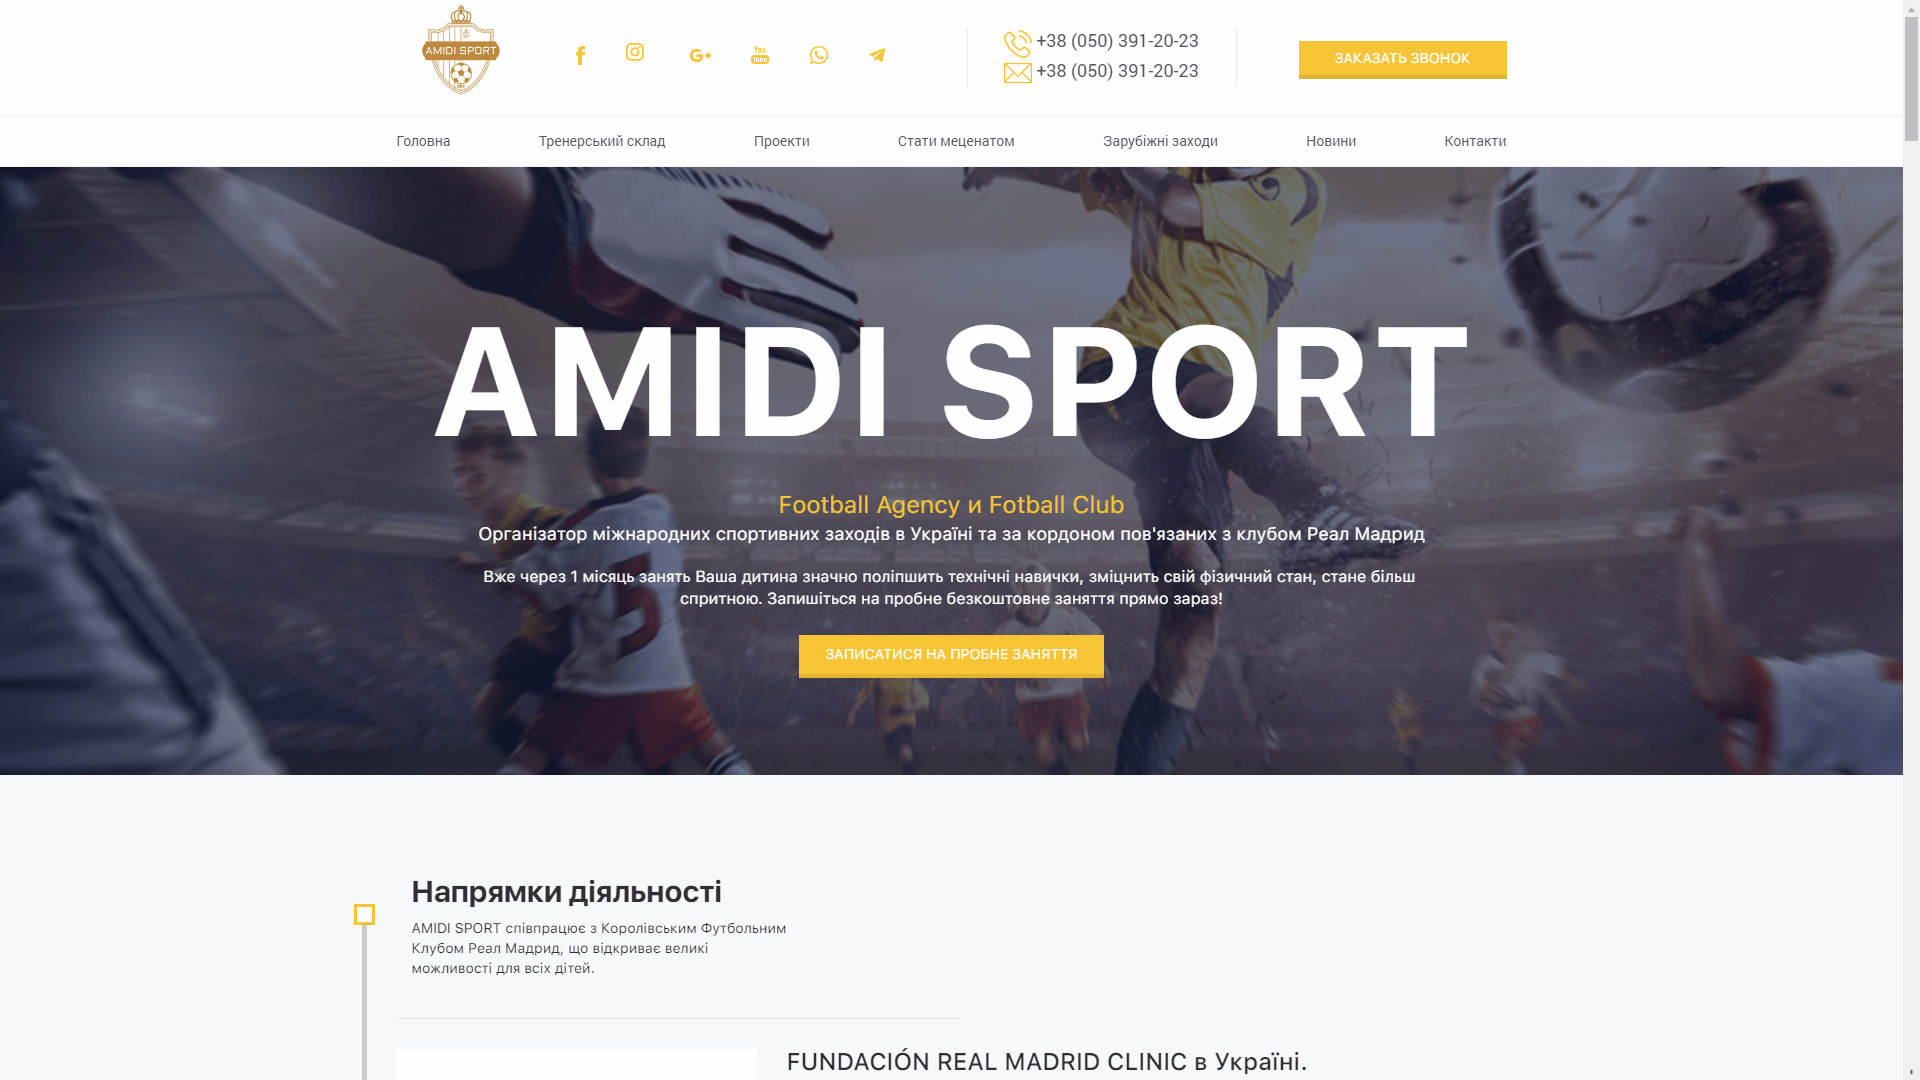 AMIDI SPORT
You
Tube
+38 (050) 391-20-23
+38 (050) 391-20-23
ЗАКАЗАТЬ ЗВОНОК
Головна
Тренерський склад
Проекти
Стати меценатом
Зарубіжні заходи
Новини
Контакти
AMIDI SPORT
Football Agency и Fotball Club
Організатор міжнародних спортивних заходів в Україні та за кордоном пов'язаних з клубом Реал Мадрид
Вже через 1 місяць занять Ваша дитина значно поліпшить технічні навички, зміцнить свій фізичний стан, стане більш
спритною. Запишіться на пробне безкоштовне заняття прямо зараз!
ЗАПИСАТИСЯ НА ПРОБНЕ ЗАНЯТТЯ
5
Напрямки діяльності
AMIDI SPORT співпрацює з Королівським Футбольним
Клубом Реал Мадрид, що відкриває великі
можливості для всіх дітей.
FUNDACIÓN REAL MADRID CLINIC в Україні.